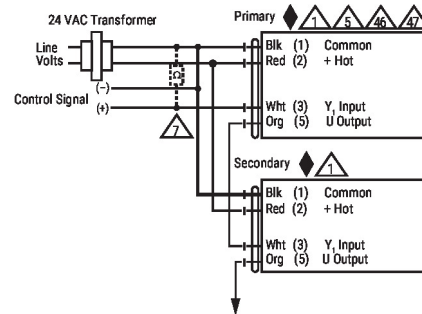 24 VAC Transformer
Primary 1 5 46 47
Line
Volts
Blk (1) Common
Red (2) + Hot
(–)
Control Signal
(+)
Ω
Wht (3) Y1 Input
Org (5) U Output
7
Secondary 1
Blk (1) Common
Red (2) + Hot
Wht (3) Y1 Input
Org (5) U Output